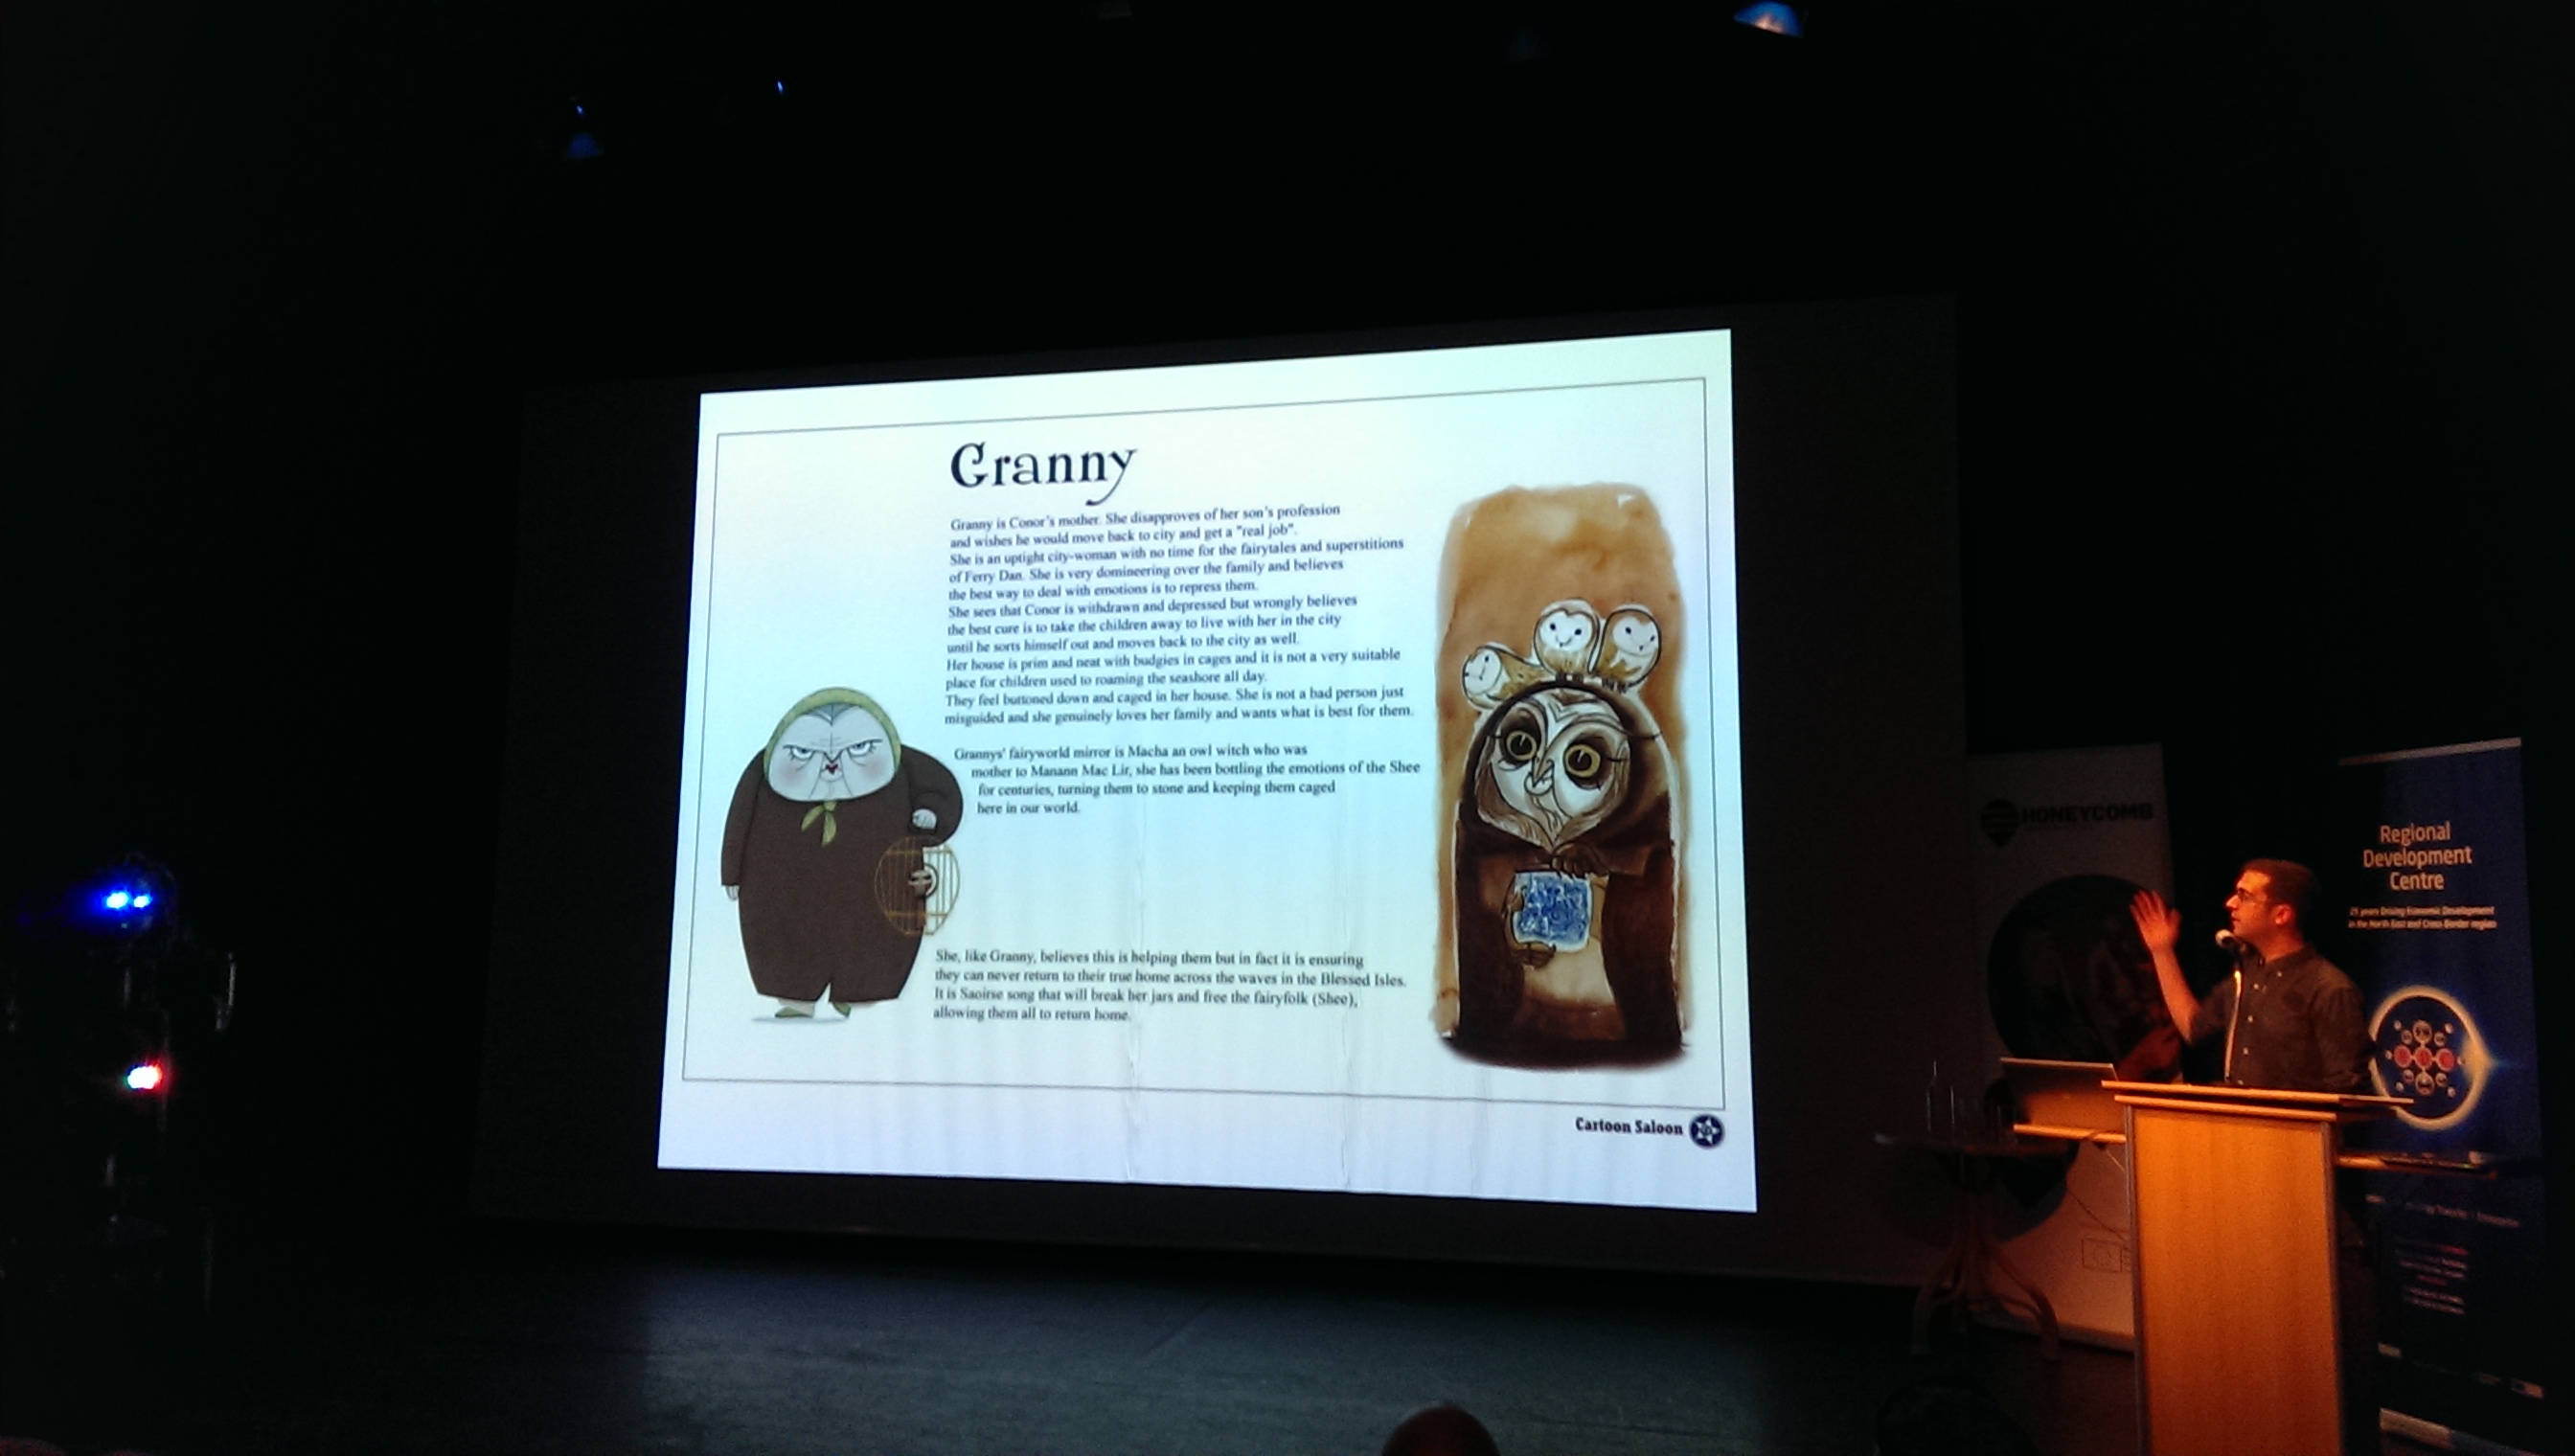 Granny
Granny is Conor's mother. She disapproves of her son's profession
and wishes he would move back to city and get a "real job".
She is an uptight city-woman with no time for the fairytales and superstitions
of Ferry Dan. She is very domineering over the family and believes
the best way to deal with emotions is to repress them.
She sees that Conor is withdrawn and depressed but wrongly believes
the best cure is to take the children away to live with her in the city
until he sorts himself out and moves back to the city as well.
Her house is prim and neat with budgies in cages and it is not a very suitable
place for children used to roaming the seashore all day.
They feel buttoned down and caged in her house. She is not a bad person just
misguided and she genuinely loves her family and wants what is best for them.
Grannys' fairyworld mirror is Macha an owl witch who was
mother to Manann Mac Lir, she has been bottling the emotions of the Shee
for centuries, turning them to stone and keeping them caged
here in our world.
She, like Granny, believes this is helping them but in fact it is ensuring
they can never return to their true home across the waves in the Blessed Isles.
It is Saoirse song that will break her jars and free the fairyfolk (Shee),
allowing them all to return home.
Cartoon Saloon
HONEYCOMB
Regional
Development
Centre
25 years Driving Economic Development
in the North East and Cross Border region